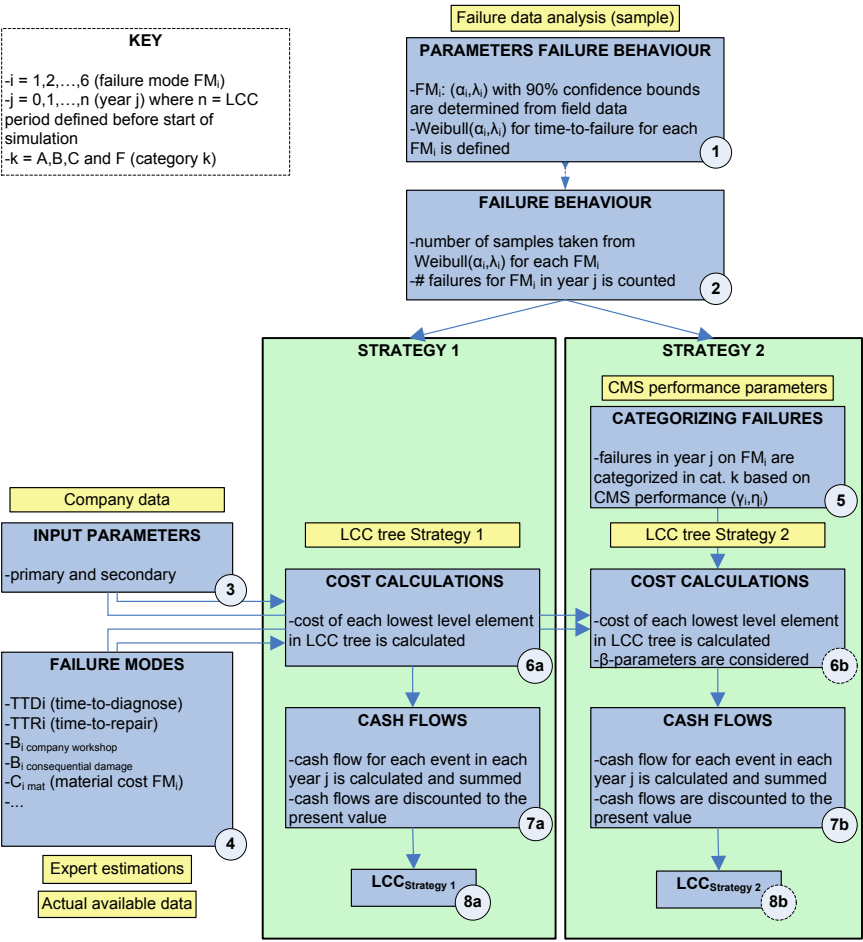 Failure data analysis (sample)
KEY
-i = 1,2,…,6 (failure mode FMi)
-j = 0,1,…,n (year j) where n = LCC
period defined before start of
simulation
-k = A,B,C and F (category k)
PARAMETERS FAILURE BEHAVIOUR
-FMi: (αi,λi) with 90% confidence bounds
are determined from field data
-Weibull(αi,λi) for time-to-failure for each
FMi is defined
1
FAILURE BEHAVIOUR
-number of samples taken from
Weibull(αi,λi) for each FMi
-# failures for FMi in year j is counted
2
STRATEGY 1
STRATEGY 2
CMS performance parameters
CATEGORIZING FAILURES
-failures in year j on FMi are
categorized in cat. k based on
CMS performance (γi,ηi)
5
Company data
INPUT PARAMETERS
-primary and secondary
3
LCC tree Strategy 1
LCC tree Strategy 2
COST CALCULATIONS
-cost of each lowest level element
in LCC tree is calculated
6a
COST CALCULATIONS
-cost of each lowest level element
in LCC tree is calculated
-β-parameters are considered
6b
FAILURE MODES
-TTDi (time-to-diagnose)
-TTRi (time-to-repair)
-Bi company workshop
-Bi consequential damage
-Ci mat (material cost FMi)
-...
4
Expert estimations
Actual available data
CASH FLOWS
-cash flow for each event in each
year j is calculated and summed
-cash flows are discounted to the
present value
7a
CASH FLOWS
-cash flow for each event in each
year j is calculated and summed
-cash flows are discounted to the
present value
7b
LCCStrategy 1
8a
LCCStrategy 2
8b